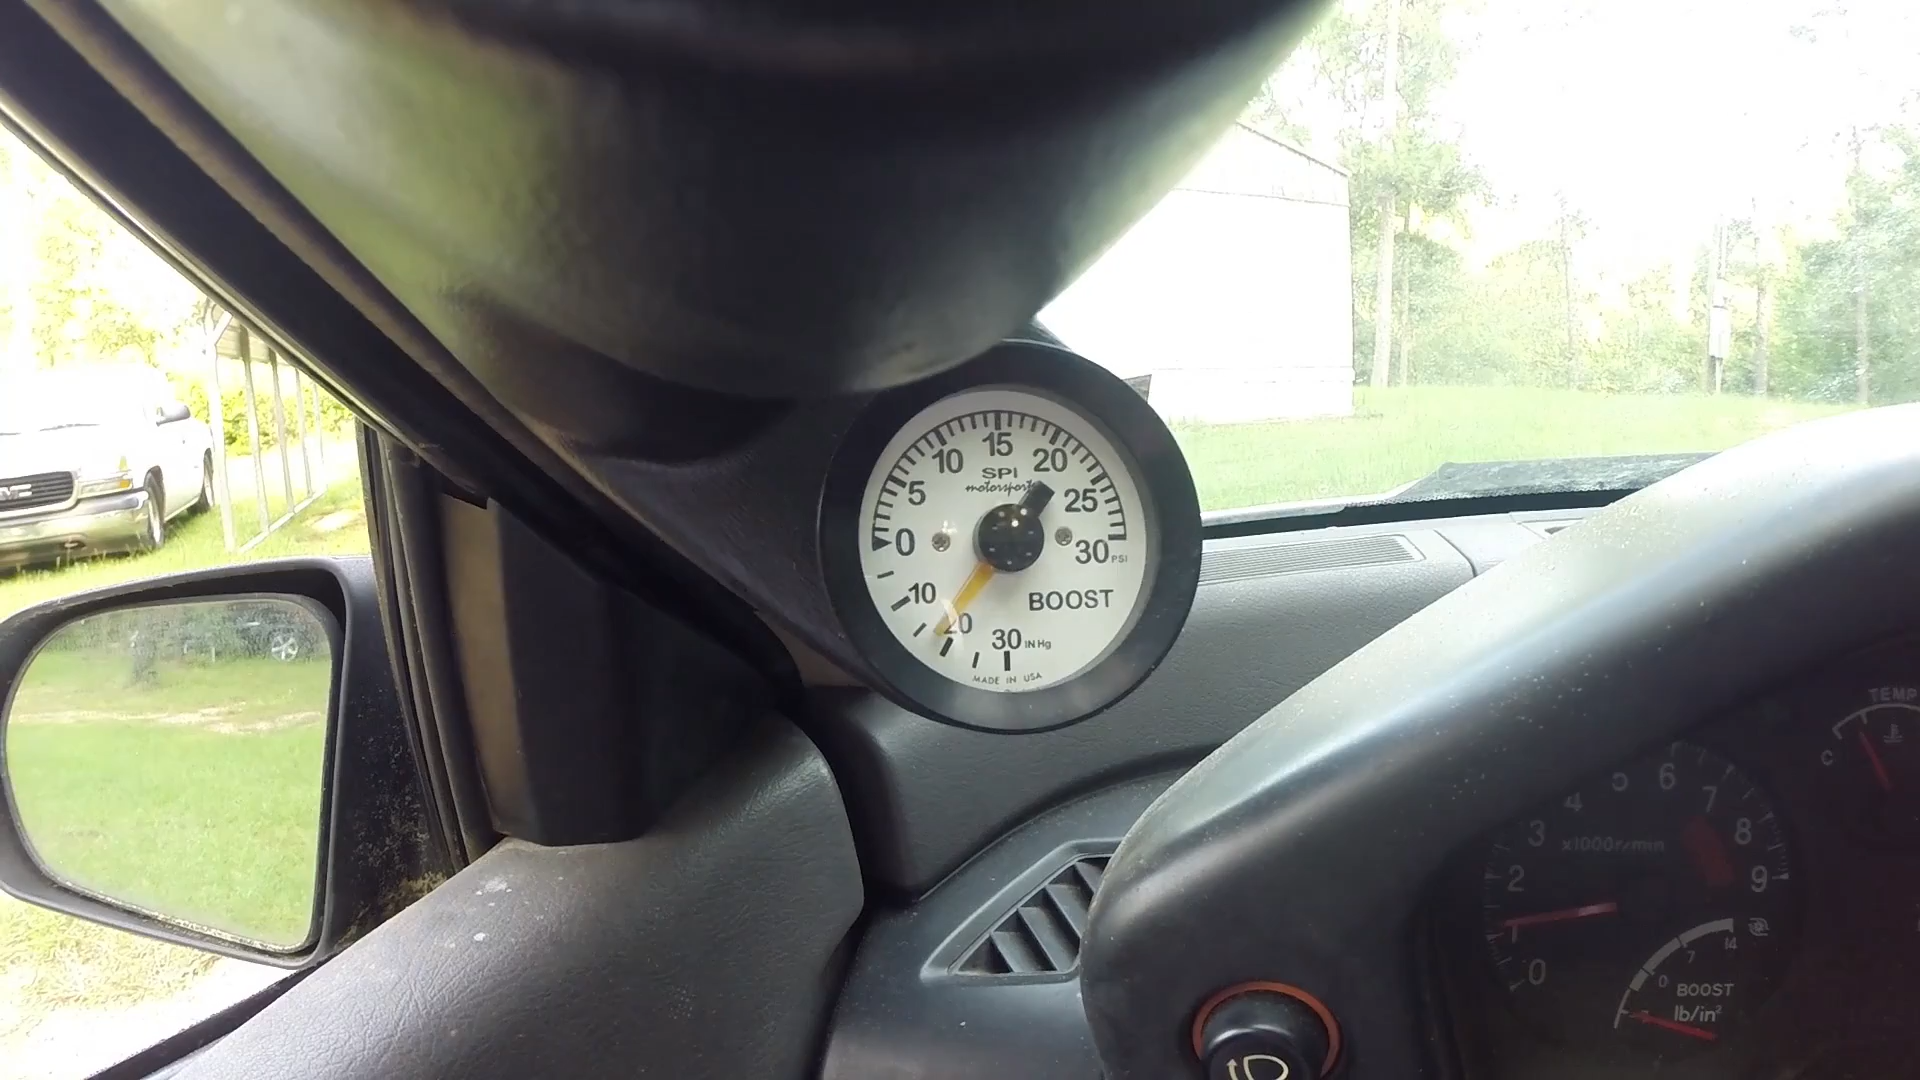 15
10
20
SPI
motorsports
5
25
0
30 PSI
10
BOOST
20
30 IN Hg
MADE IN USA
TEMP
C
6
5
7
4
3
8
x1000r/min
2
9
14
7
0
0
BOOST
lb/in²